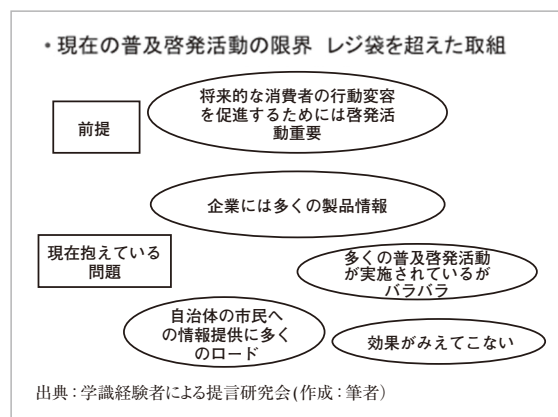 ・現在の普及啓発活動の限界 レジ袋を超えた取組
前提
将来的な消費者の行動変容
を促進するためには啓発活
動重要
企業には多くの製品情報
現在抱えている
問題
多くの普及啓発活動
が実施されているが
バラバラ
自治体の市民へ
の情報提供に多く
のロード
効果がみえてこない
出典：学識経験者による提言研究会(作成：筆者）